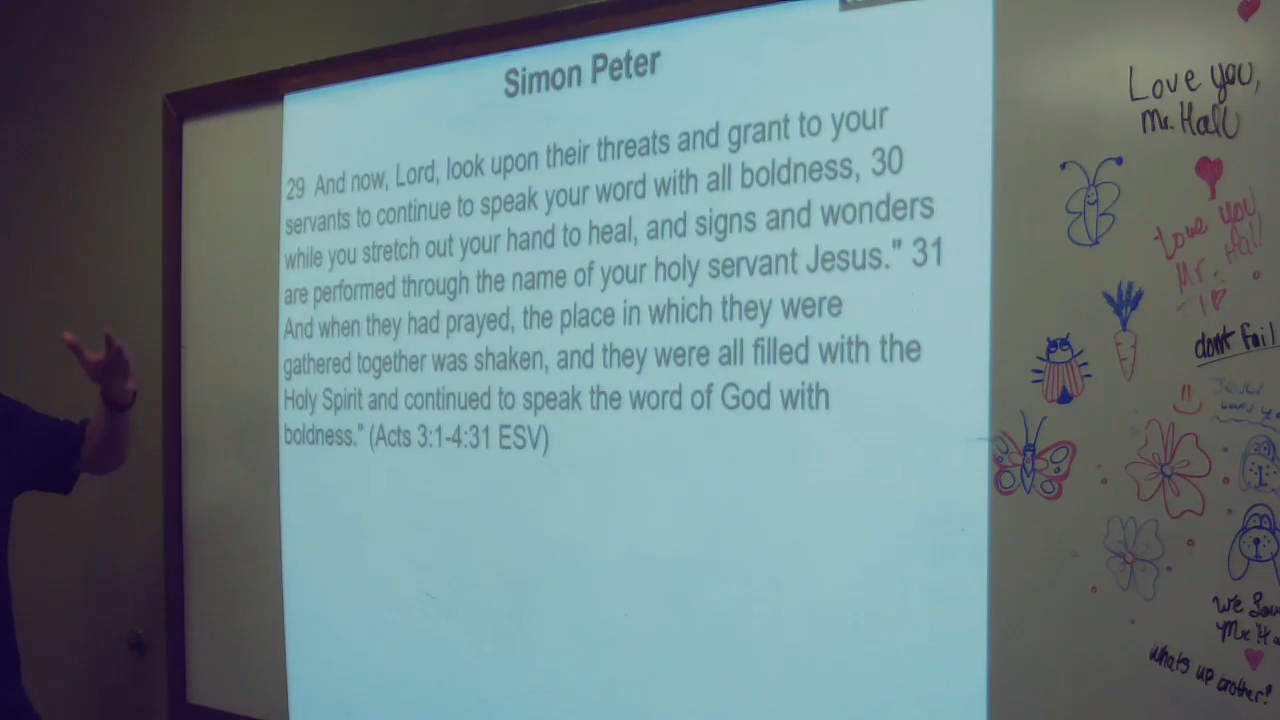 Simon Peter
29 And now, Lord, look upon their threats and grant to your
servants to continue to speak your word with all boldness, 30
while you stretch out your hand to heal, and signs and wonders
are performed through the name of your holy servant Jesus." 31
And when they had prayed, the place in which they were
gathered together was shaken, and they were all filled with the
Holy Spirit and continued to speak the word of God with
boldness." (Acts 3:1-4:31 ESV)
Love you,
Mr. Hall
Love you,
Mr. Hall
dont fail
We
whats up brother?